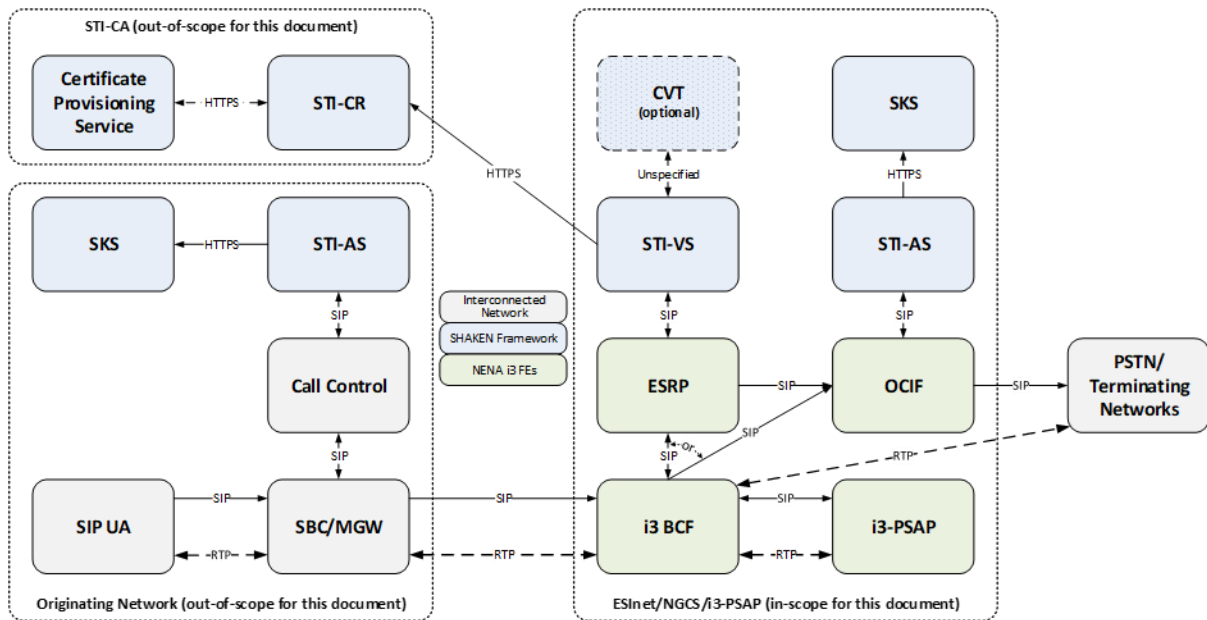 STI-CA (out-of-scope for this document)
Certificate
Provisioning
Service
HTTPS
STI-CR
HTTPS
CVT
(optional)
SKS
Unspecified
HTTPS
SKS
HTTPS
STI-AS
STI-VS
STI-AS
SIP
SIP
SIP
Interconnected
Network
SHAKEN Framework
NENA i3 FEs
Call Control
ESRP
SIP
OCIF
SIP
PSTN/
Terminating
Networks
SIP
or
SIP
SIP
RTP
SIP UA
SIP
SBC/MGW
SIP
i3 BCF
SIP
i3-PSAP
RTP
RTP
RTP
Originating Network (out-of-scope for this document)
ESInet/NGCS/i3-PSAP (in-scope for this document)